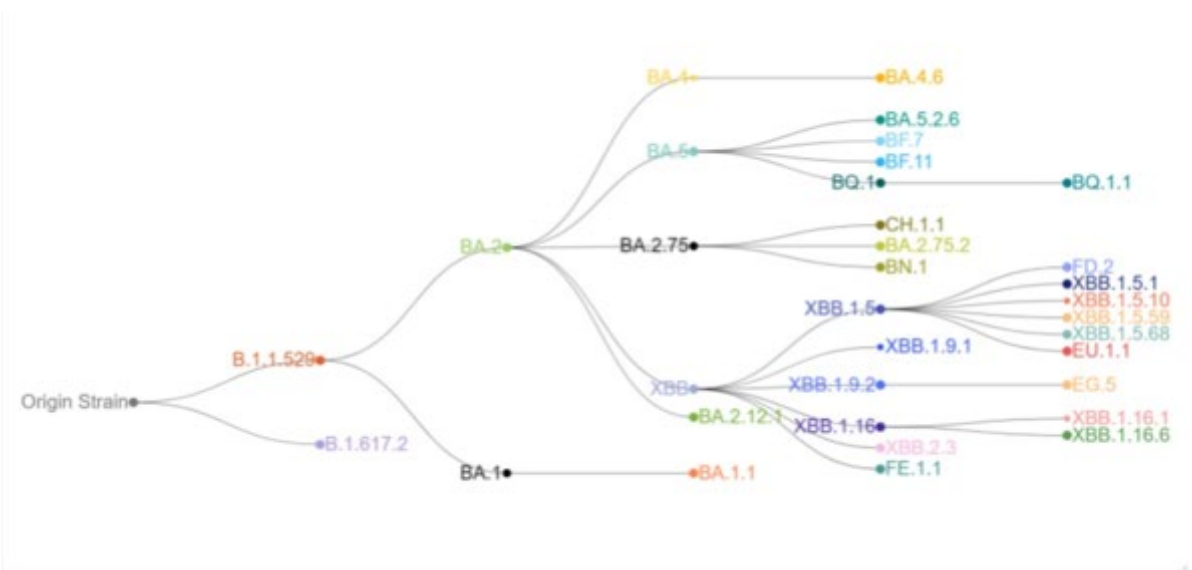 BA.4
BA.4.6
BA.5.2.6
BF.7
BA.5
BF.11
BQ.1
BQ.1.1
CH.1.1
BA.2
BA.2.75
BA.2.75.2
BN.1
FD.2
XBB.1.5.1
XBB.1.5.10
XBB.1.5
XBB.1.5.59
XBB.1.5.68
XBB.1.9.1
EU.1.1
B.1.1.529
XBB
XBB.1.9.2
EG.5
Origin Strain
BA.2.12.1
XBB.1.16
XBB.1.16.1
XBB.1.16.6
B.1.617.2
XBB.2.3
FE.1.1
BA.1
BA.1.1